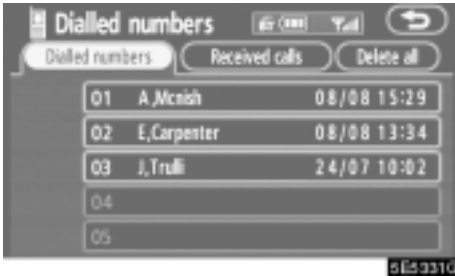 Dialled numbers
Dialled numbers Received calls Delete all
01 A,Mcnish 08/08 15:29
02 E,Carpenter 08/08 13:34
03 J,Trulli 24/07 10:02
04
05
5E5331C